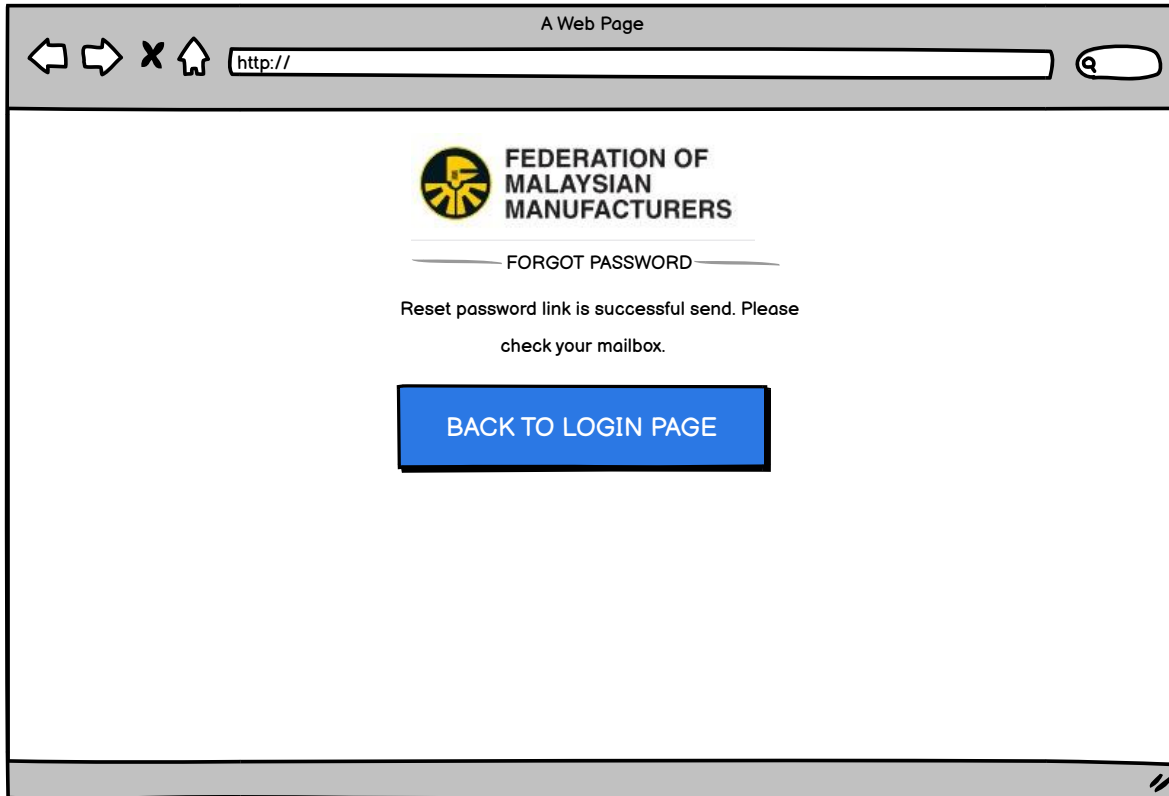 A Web Page
http://
FEDERATION OF
MALAYSIAN
MANUFACTURERS
FORGOT PASSWORD
Reset password link is successful send. Please
check your mailbox.
BACK TO LOGIN PAGE